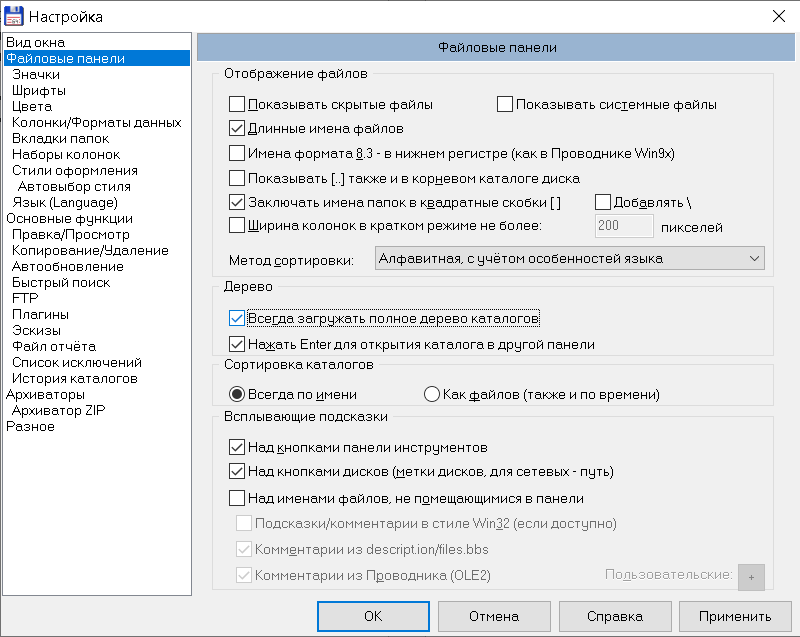 Настройка
Вид окна
Файловые панели
Значки
Шрифты
Цвета
Колонки/Форматы данных
Вкладки папок
Наборы колонок
Стили оформления
Автовыбор стиля
Язык (Language)
Основные функции
Правка/Просмотр
Копирование/Удаление
Автообновление
Быстрый поиск
FTP
Плагины
Эскизы
Файл отчёта
Список исключений
История каталогов
Архиваторы
Архиватор ZIP
Разное
Файловые панели
Отображение файлов
Показывать скрытые файлы
Показывать системные файлы
Длинные имена файлов
Имена формата 8.3 - в нижнем регистре (как в Проводнике Win9x)
Показывать [..] также и в корневом каталоге диска
Заключать имена папок в квадратные скобки [ ]
Добавлять \
Ширина колонок в кратком режиме не более:
200
пикселей
Метод сортировки:
Алфавитная, с учётом особенностей языка
Дерево
Всегда загружать полное дерево каталогов
Нажать Enter для открытия каталога в другой панели
Сортировка каталогов
Всегда по имени
Как файлов (также и по времени)
Всплывающие подсказки
Над кнопками панели инструментов
Над кнопками дисков (метки дисков, для сетевых - путь)
Над именами файлов, не помещающимися в панели
Подсказки/комментарии в стиле Win32 (если доступно)
Комментарии из descript.ion/files.bbs
Комментарии из Проводника (OLE2)
Пользовательские:
+
ОК
Отмена
Справка
Применить